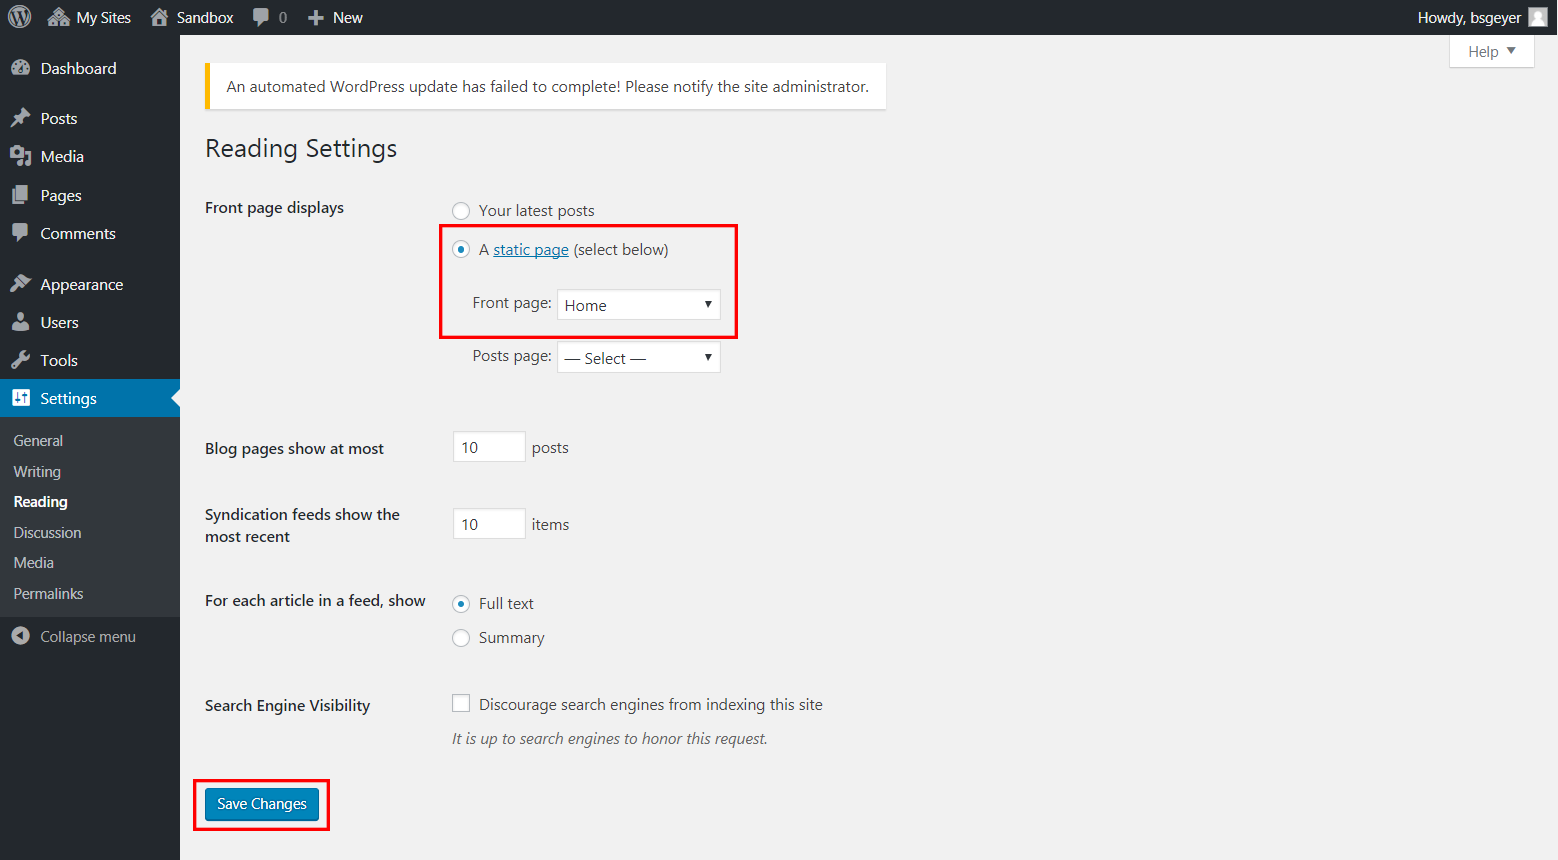 My Sites Sandbox 0 New Howdy, bsgeyer
Help
Dashboard
Posts
Media
Pages
Comments
Appearance
Users
Tools
Settings
General
Writing
Reading
Discussion
Media
Permalinks
Collapse menu
An automated WordPress update has failed to complete! Please notify the site administrator.
Reading Settings
Front page displays
Your latest posts
A static page (select below)
Front page: Home
Posts page: — Select —
Blog pages show at most 10 posts
Syndication feeds show the
most recent
10 items
For each article in a feed, show
Full text
Summary
Search Engine Visibility
Discourage search engines from indexing this site
It is up to search engines to honor this request.
Save Changes